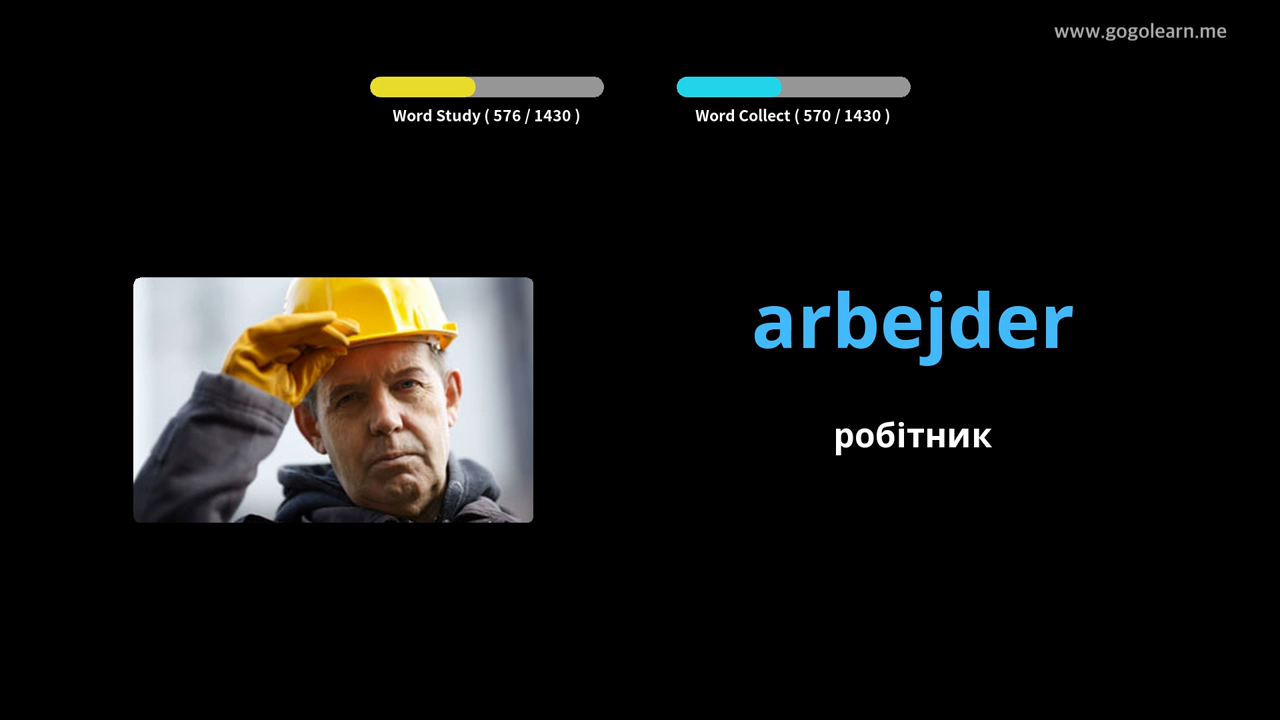 www.gogolearn.me
Word Study ( 576 / 1430 )
Word Collect ( 570 / 1430 )
arbejder
робітник